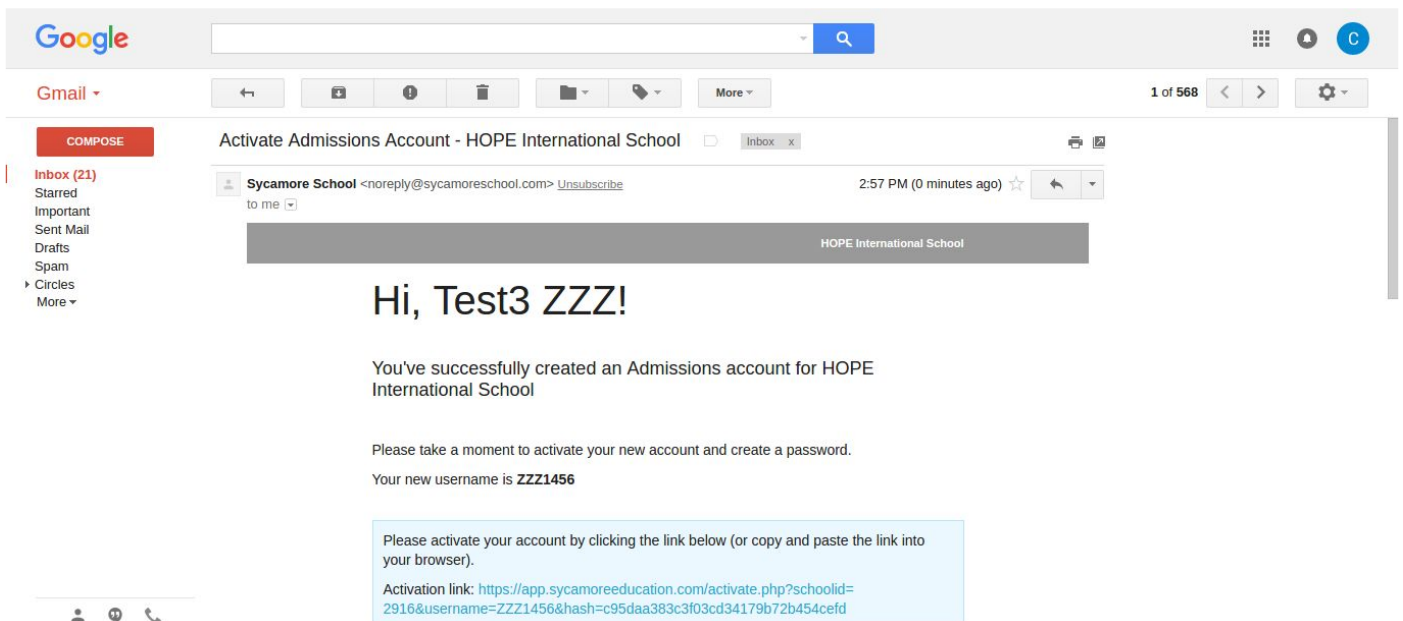 Google
C
Gmail
More
1 of 568
COMPOSE
Activate Admissions Account - HOPE International School
Inbox x
Inbox (21)
Starred
Important
Sent Mail
Drafts
Spam
Circles
More
Sycamore School <noreply@sycamoreschool.com> Unsubscribe
2:57 PM (0 minutes ago)
to me
HOPE International School
Hi, Test3 ZZZ!
You've successfully created an Admissions account for HOPE
International School
Please take a moment to activate your new account and create a password.
Your new username is ZZZ1456
Please activate your account by clicking the link below (or copy and paste the link into
your browser).
Activation link: https://app.sycamoreeducation.com/activate.php?schoolid=
2916&username=ZZZ1456&hash=c95daa383c3f03cd34179b72b454cefd